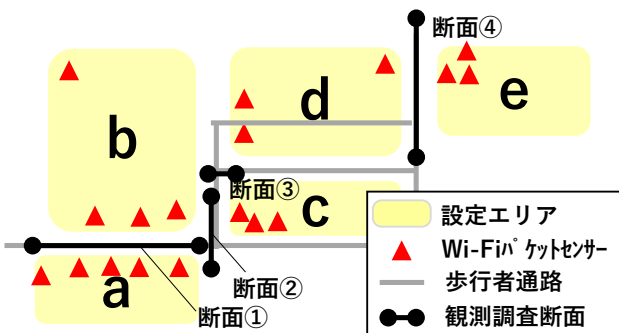 断面④
b
d
e
断面③
c
断面②
a
断面①
設定エリア
Wi-Fiﾊﾟｹｯﾄセンサー
歩行者通路
観測調査断面